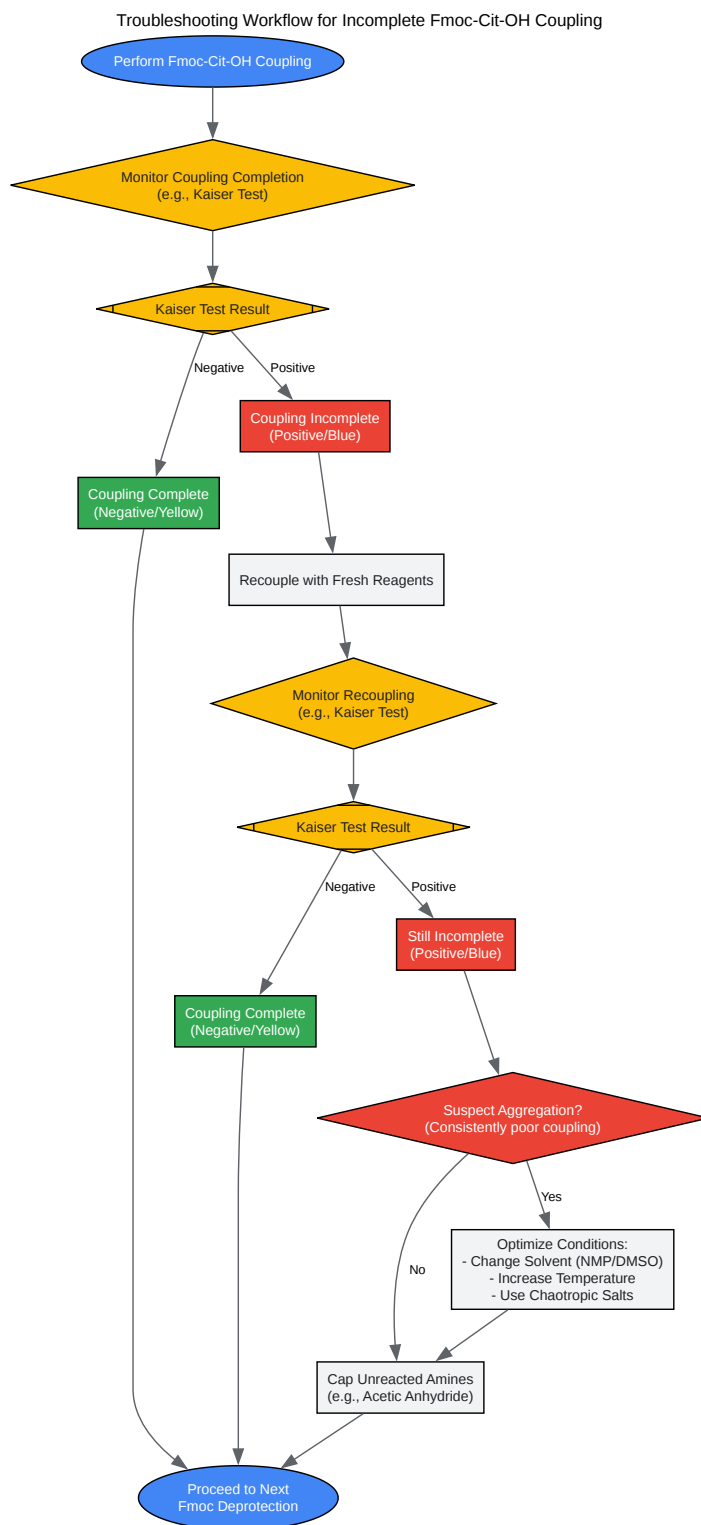 Troubleshooting Workflow for Incomplete Fmoc-Cit-OH Coupling
Perform Fmoc-Cit-OH Coupling
Monitor Coupling Completion
(e.g., Kaiser Test)
Kaiser Test Result
Negative
Positive
Coupling Incomplete
(Positive/Blue)
Coupling Complete
(Negative/Yellow)
Recouple with Fresh Reagents
Monitor Recoupling
(e.g., Kaiser Test)
Kaiser Test Result
Negative
Positive
Still Incomplete
(Positive/Blue)
Coupling Complete
(Negative/Yellow)
Suspect Aggregation?
(Consistently poor coupling)
Yes
No
Optimize Conditions:
- Change Solvent (NMP/DMSO)
- Increase Temperature
- Use Chaotropic Salts
Cap Unreacted Amines
(e.g., Acetic Anhydride)
Proceed to Next
Fmoc Deprotection